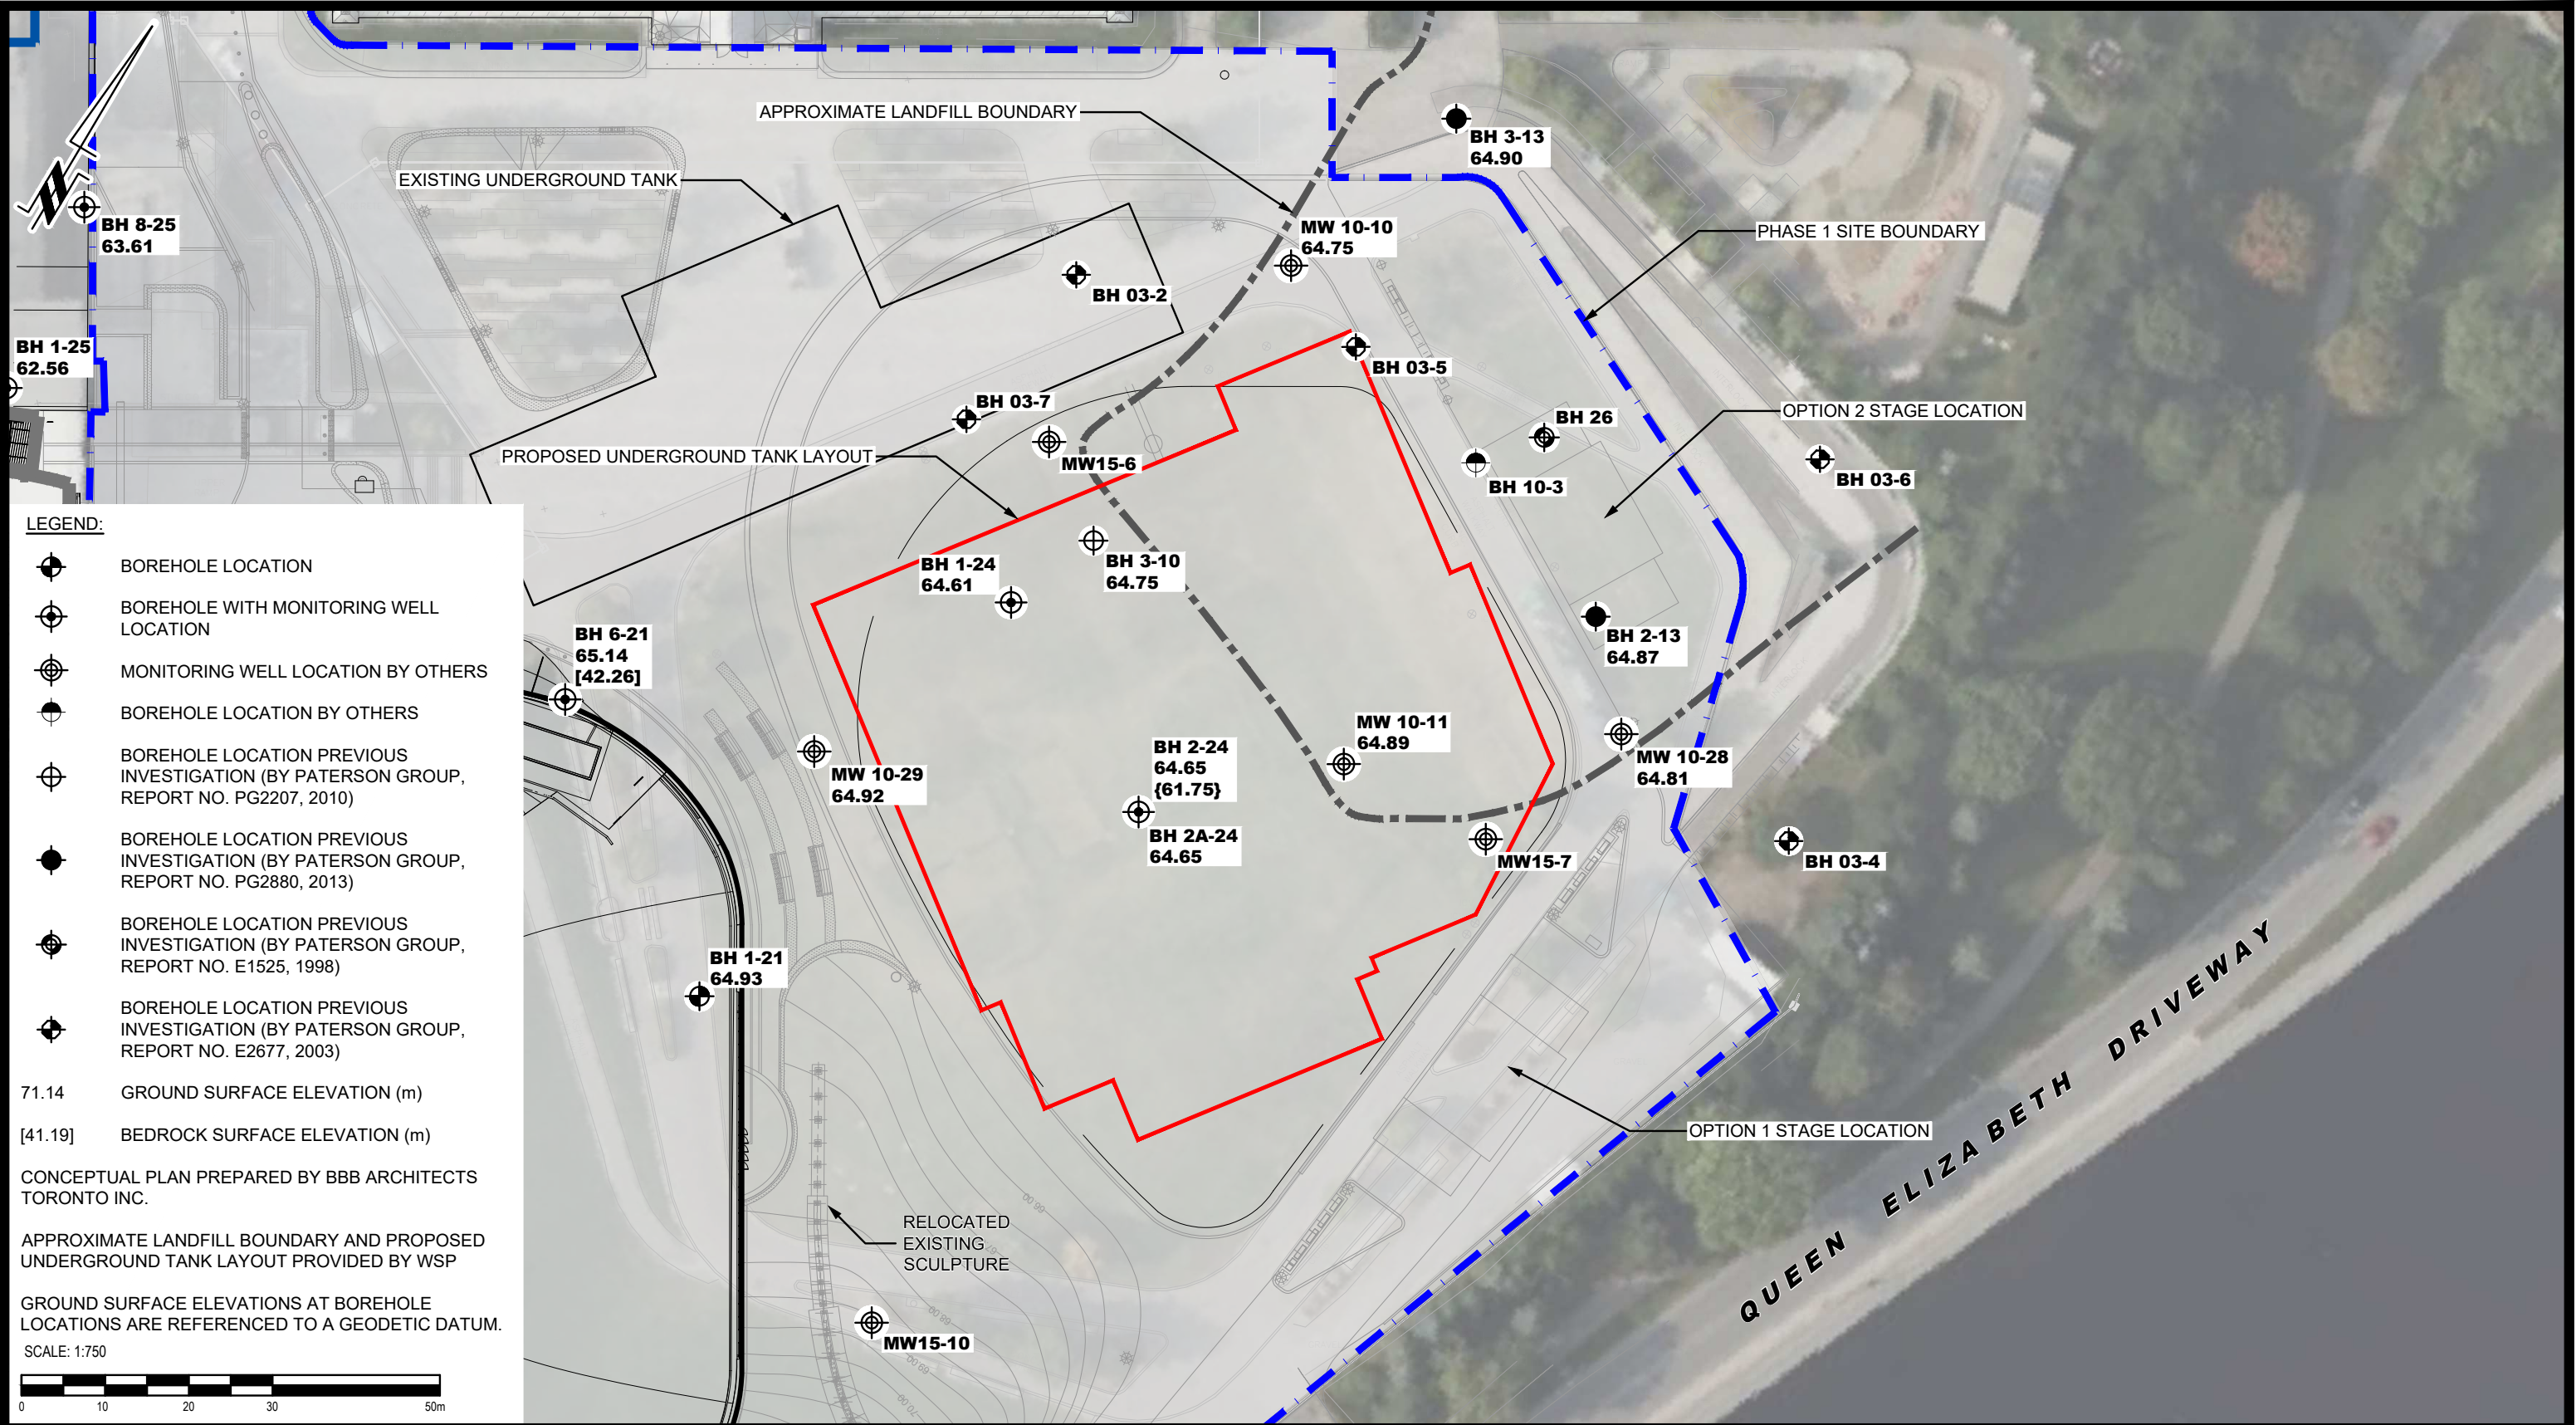 APPROXIMATE LANDFILL BOUNDARY
BH 3-13
64.90
EXISTING UNDERGROUND TANK
BH 8-25
63.61
MW 10-10
64.75
PHASE 1 SITE BOUNDARY
BH 03-2
BH 1-25
62.56
BH 03-5
BH 03-7
OPTION 2 STAGE LOCATION
BH 26
PROPOSED UNDERGROUND TANK LAYOUT
MW15-6
BH 10-3
BH 03-6
BH 1-24
64.61
BH 3-10
64.75
BH 6-21
65.14
[42.26]
BH 2-13
64.87
MW 10-29
64.92
BH 2-24
64.65
{61.75}
MW 10-11
64.89
MW 10-28
64.81
BH 2A-24
64.65
MW15-7
BH 03-4
BH 1-21
64.93
OPTION 1 STAGE LOCATION
RELOCATED
EXISTING
SCULPTURE
MW15-10
66.00
67
68.00
69.00
70.00
QUEEN ELIZABETH DRIVEWAY
LEGEND:
BOREHOLE LOCATION
BOREHOLE WITH MONITORING WELL
LOCATION
MONITORING WELL LOCATION BY OTHERS
BOREHOLE LOCATION BY OTHERS
BOREHOLE LOCATION PREVIOUS
INVESTIGATION (BY PATERSON GROUP,
REPORT NO. PG2207, 2010)
BOREHOLE LOCATION PREVIOUS
INVESTIGATION (BY PATERSON GROUP,
REPORT NO. PG2880, 2013)
BOREHOLE LOCATION PREVIOUS
INVESTIGATION (BY PATERSON GROUP,
REPORT NO. E1525, 1998)
BOREHOLE LOCATION PREVIOUS
INVESTIGATION (BY PATERSON GROUP,
REPORT NO. E2677, 2003)
71.14 GROUND SURFACE ELEVATION (m)
[41.19] BEDROCK SURFACE ELEVATION (m)
CONCEPTUAL PLAN PREPARED BY BBB ARCHITECTS
TORONTO INC.
APPROXIMATE LANDFILL BOUNDARY AND PROPOSED
UNDERGROUND TANK LAYOUT PROVIDED BY WSP
GROUND SURFACE ELEVATIONS AT BOREHOLE
LOCATIONS ARE REFERENCED TO A GEODETIC DATUM.
SCALE: 1:750
0 10 20 30 50m